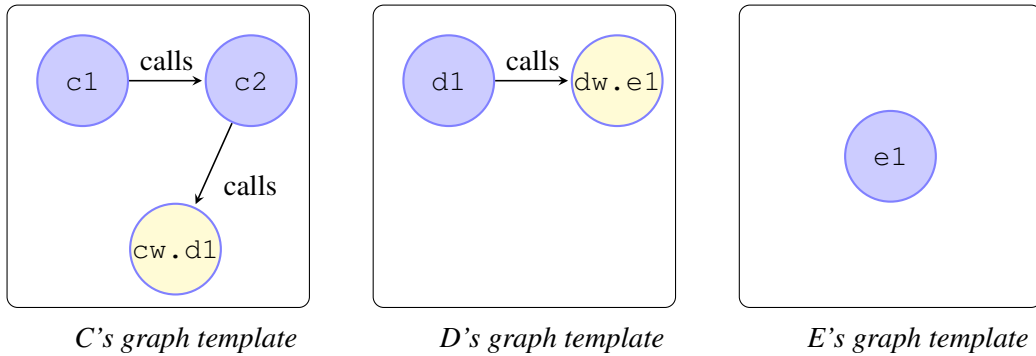 calls
calls
c1
c2
d1
dw.e1
e1
calls
cw.d1
C's graph template
D's graph template
E's graph template